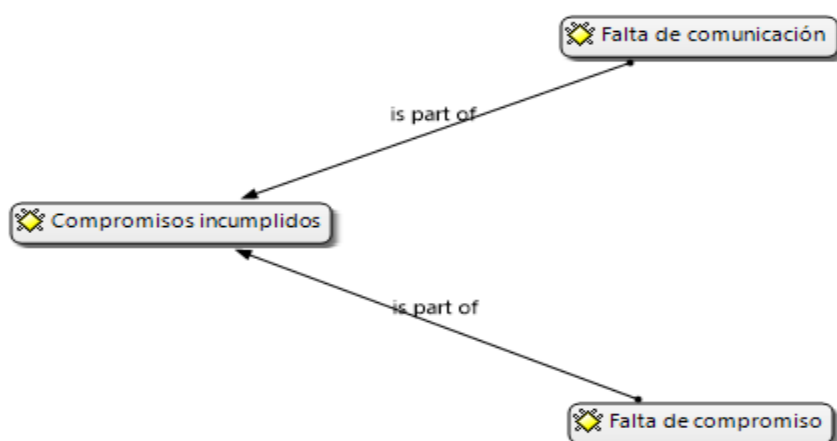 Falta de comunicación
is part of
Compromisos incumplidos
is part of
Falta de compromiso